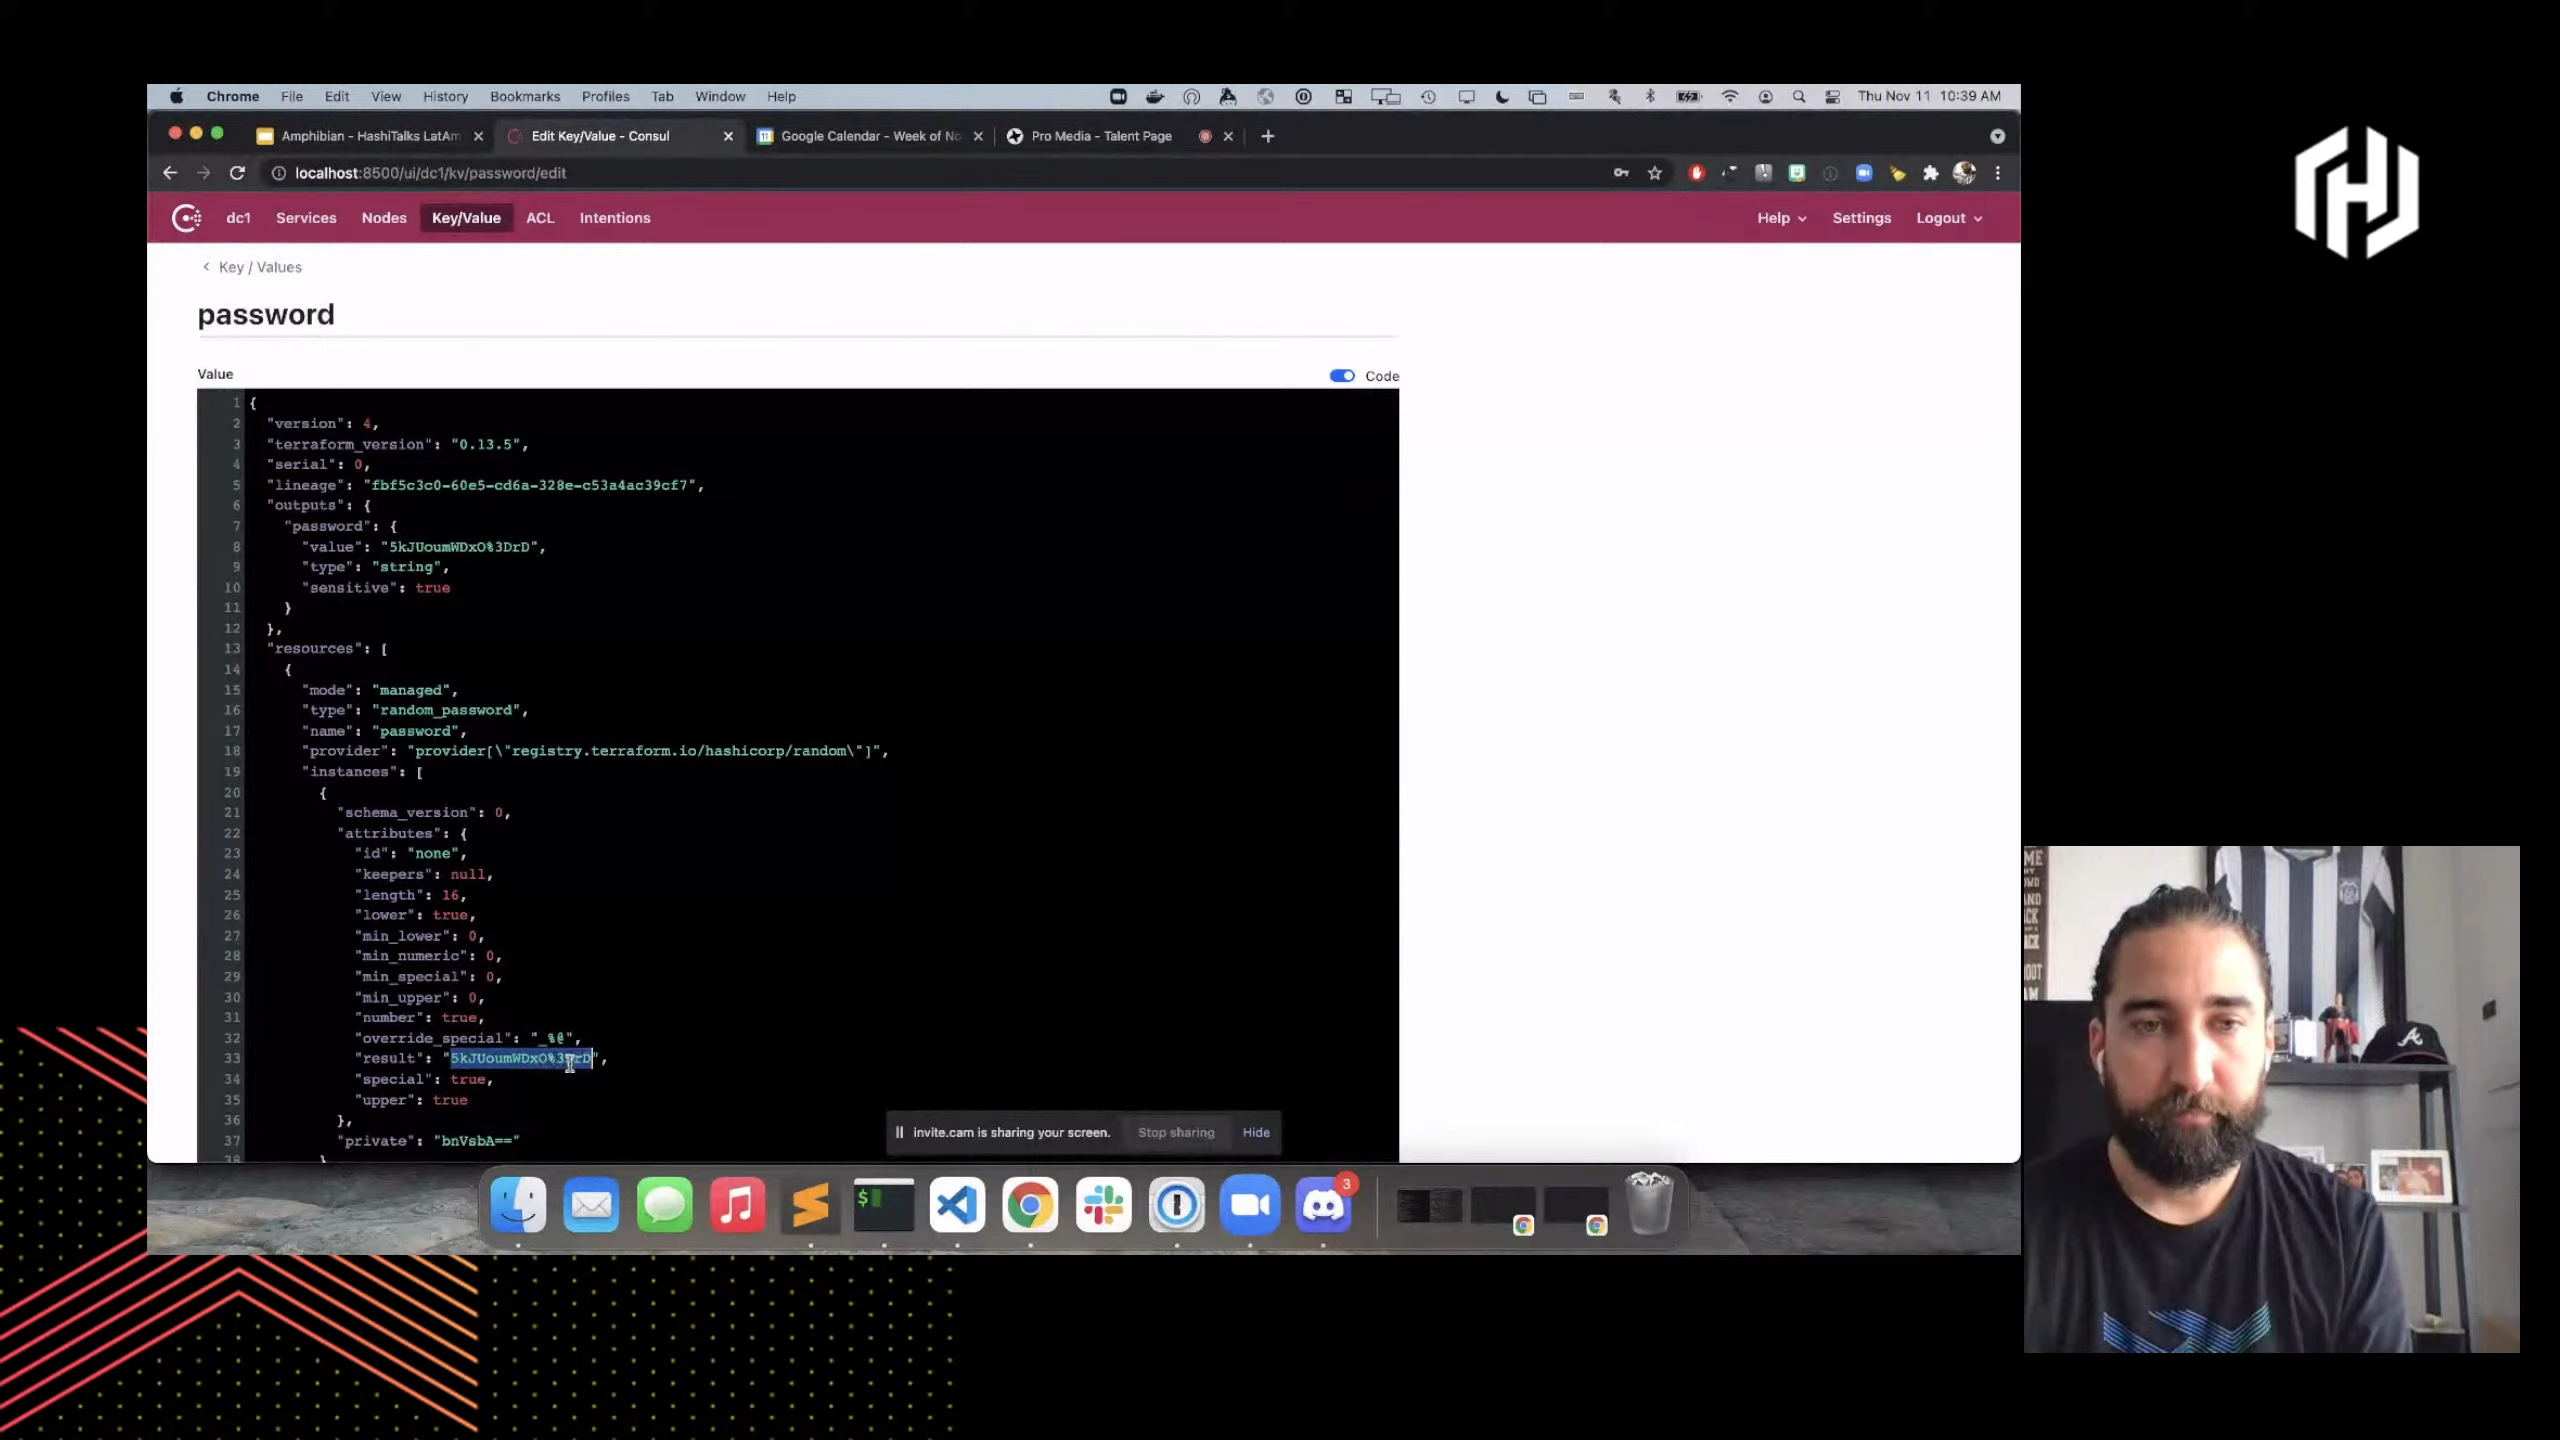 Chrome File Edit View History Bookmarks Profiles Tab Window Help Thu Nov 11 10:39 AM
Amphibian - HashiTalks LatAm
Edit Key/Value - Consul
Google Calendar - Week of No
Pro Media - Talent Page
localhost:8500/ui/dc1/kv/password/edit
dc1 Services Nodes Key/Value ACL Intentions Help Settings Logout
Key / Values
password
Value
Code
1 {
2 "version": 4,
3 "terraform_version": "0.13.5",
4 "serial": 0,
5 "lineage": "fbf5c3c0-60e5-cd6a-328e-c53a4ac39cf7",
6 "outputs": {
7 "password": {
8 "value": "5kJUoumWDxO%3DrD",
9 "type": "string",
10 "sensitive": true
11 }
12 },
13 "resources": [
14 {
15 "mode": "managed",
16 "type": "random_password",
17 "name": "password",
18 "provider": "provider[\"registry.terraform.io/hashicorp/random\"]",
19 "instances": [
20 {
21 "schema_version": 0,
22 "attributes": {
23 "id": "none",
24 "keepers": null,
25 "length": 16,
26 "lower": true,
27 "min_lower": 0,
28 "min_numeric": 0,
29 "min_special": 0,
30 "min_upper": 0,
31 "number": true,
32 "override_special": "_%@",
33 "result": "5kJUoumWDxO%3DrD",
34 "special": true,
35 "upper": true
36 },
37 "private": "bnVsbA=="
38 }
invite.cam is sharing your screen. Stop sharing Hide
3